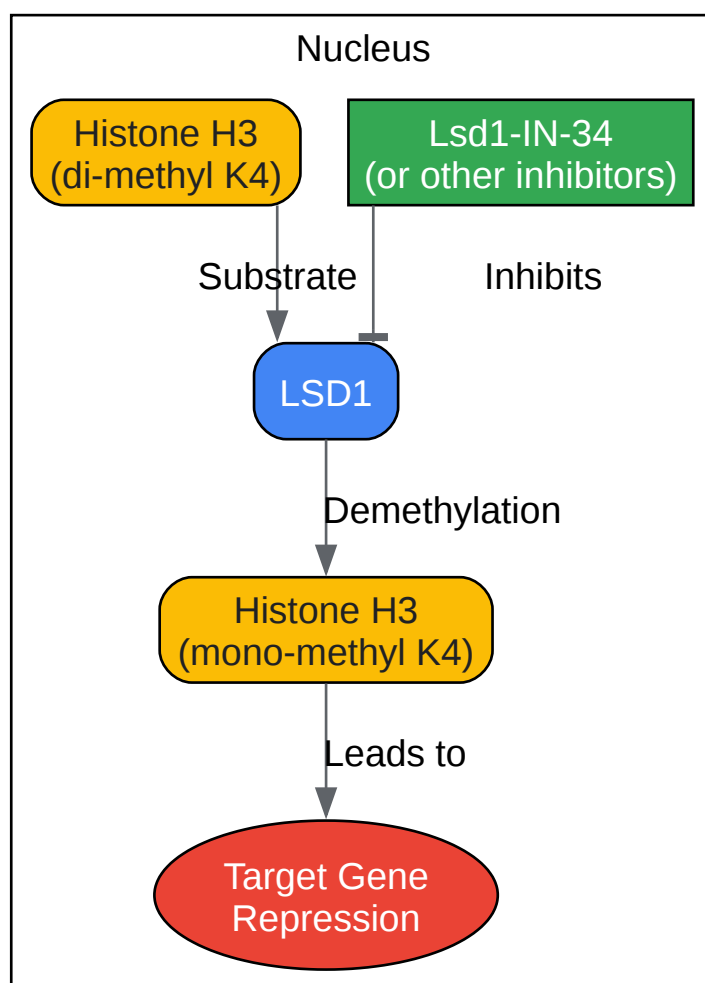 Nucleus
Histone H3
(di-methyl K4)
Lsd1-IN-34
(or other inhibitors)
Substrate
Inhibits
LSD1
Demethylation
Histone H3
(mono-methyl K4)
Leads to
Target Gene
Repression